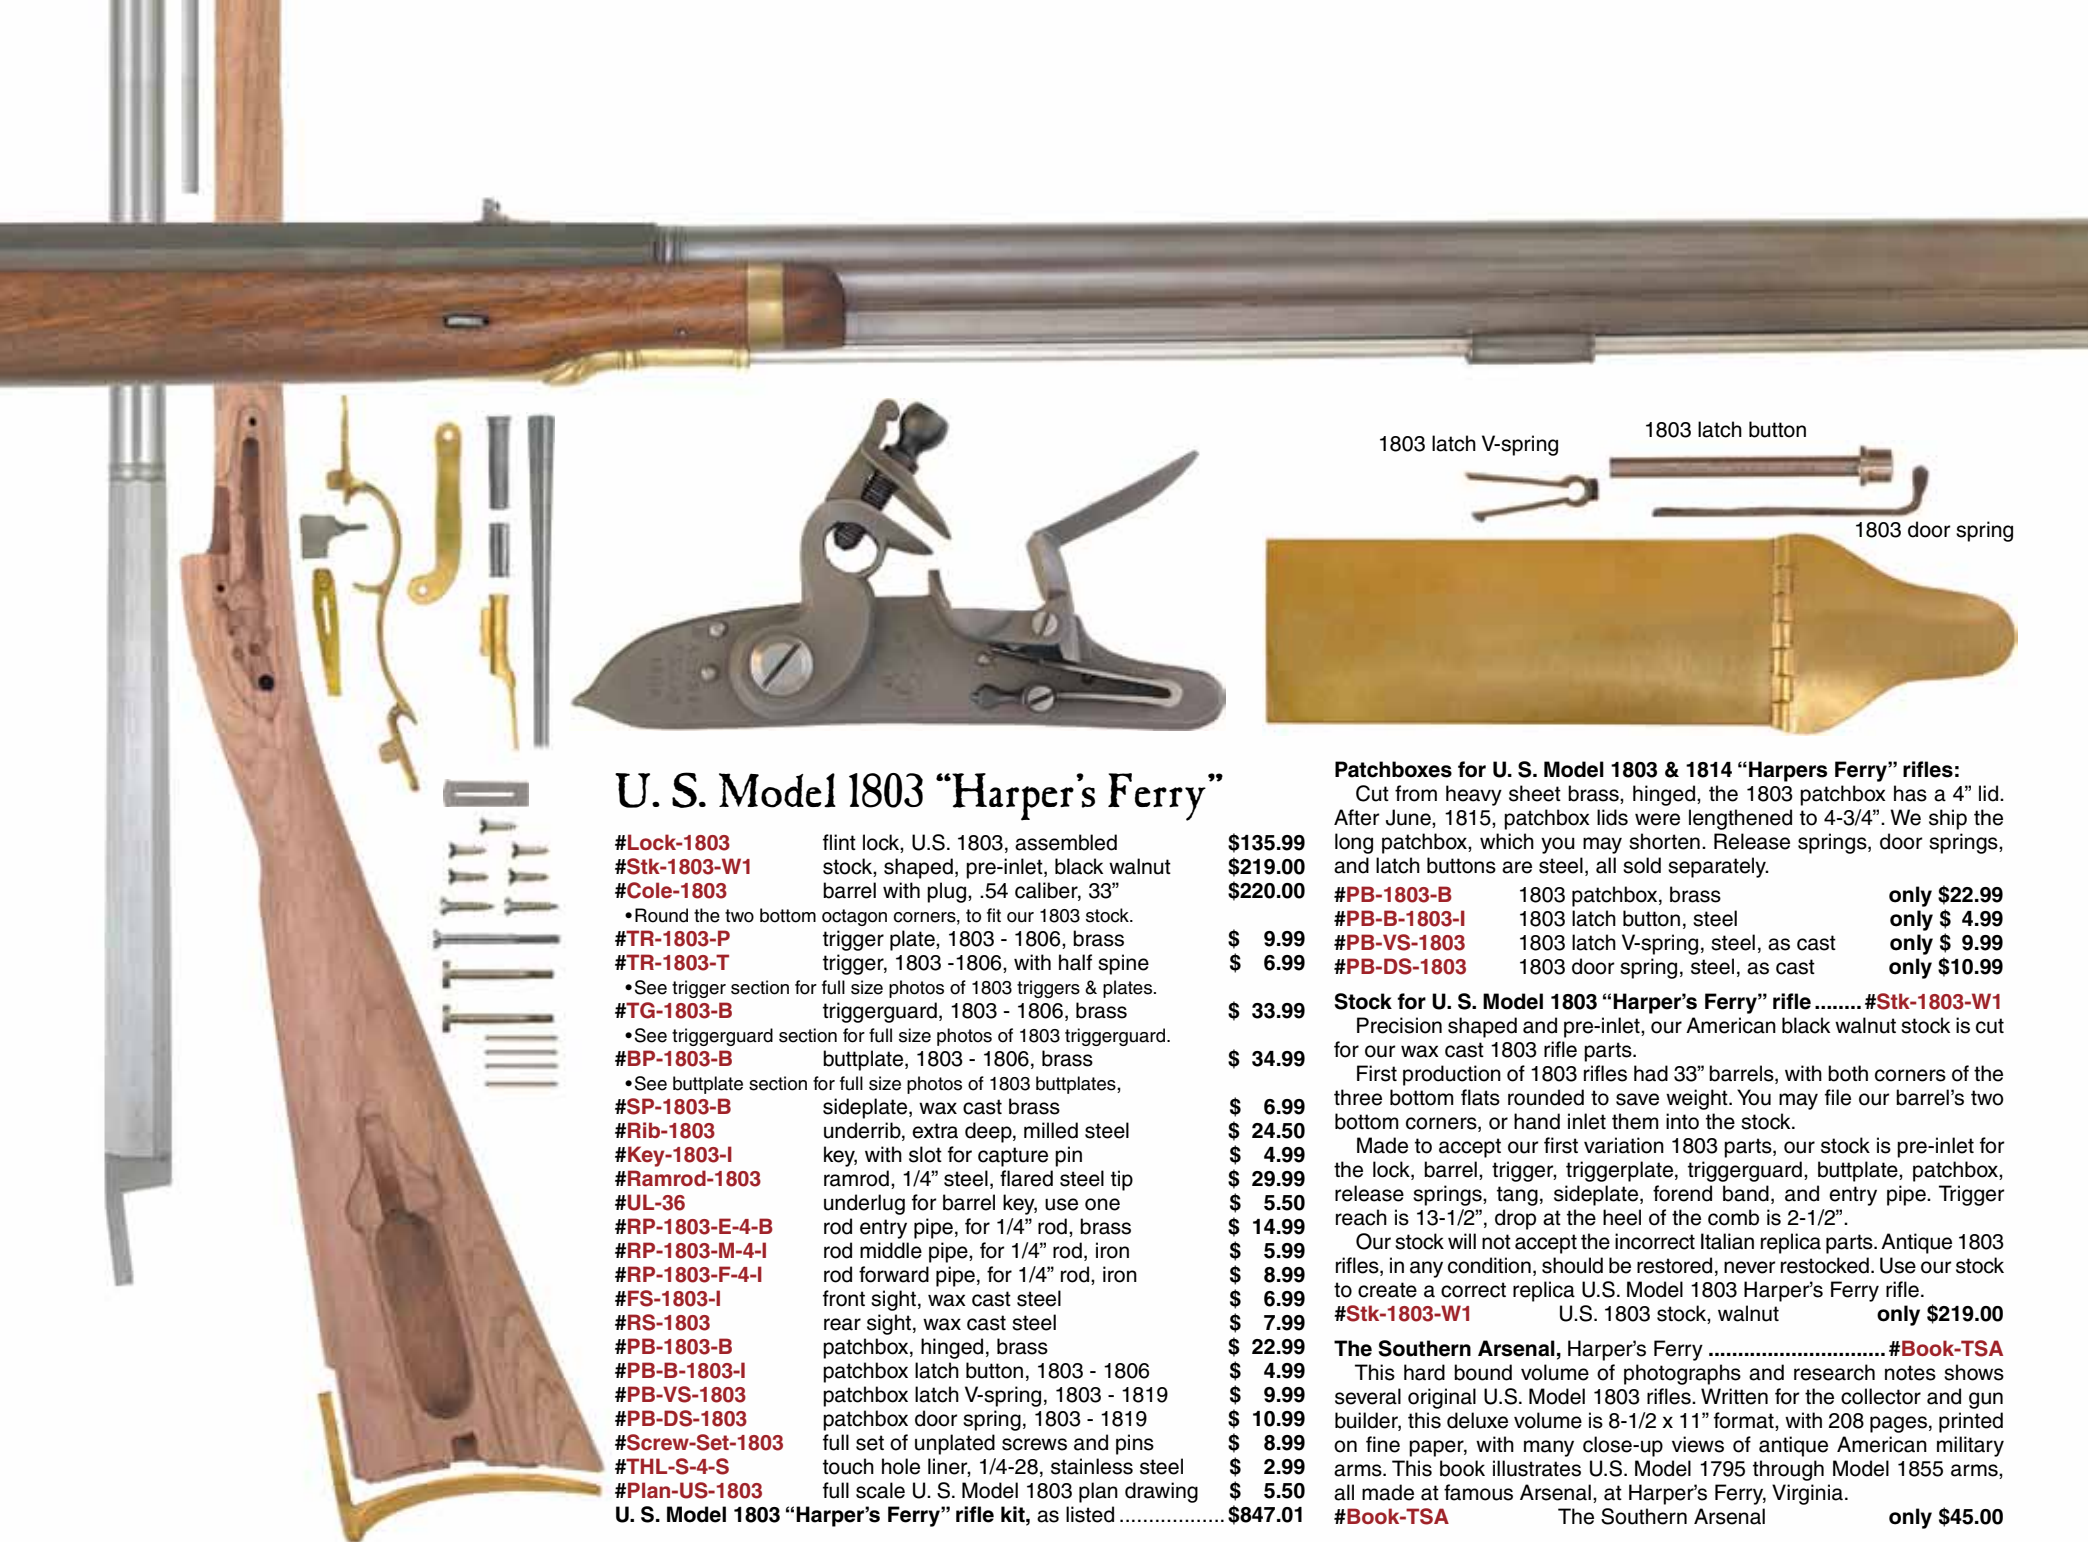 1803 latch V-spring
1803 latch button
1803 door spring
U. S. Model 1803 “Harper’s Ferry”
#Lock-1803 flint lock, U.S. 1803, assembled $135.99
#Stk-1803-W1 stock, shaped, pre-inlet, black walnut $219.00
#Cole-1803 barrel with plug, .54 caliber, 33” $220.00
•Round the two bottom octagon corners, to fit our 1803 stock.
#TR-1803-P trigger plate, 1803 - 1806, brass $ 9.99
#TR-1803-T trigger, 1803 -1806, with half spine $ 6.99
•See trigger section for full size photos of 1803 triggers & plates.
#TG-1803-B triggerguard, 1803 - 1806, brass $ 33.99
•See triggerguard section for full size photos of 1803 triggerguard.
#BP-1803-B buttplate, 1803 - 1806, brass $ 34.99
•See buttplate section for full size photos of 1803 buttplates,
#SP-1803-B sideplate, wax cast brass $ 6.99
#Rib-1803 underrib, extra deep, milled steel $ 24.50
#Key-1803-I key, with slot for capture pin $ 4.99
#Ramrod-1803 ramrod, 1/4” steel, flared steel tip $ 29.99
#UL-36 underlug for barrel key, use one $ 5.50
#RP-1803-E-4-B rod entry pipe, for 1/4” rod, brass $ 14.99
#RP-1803-M-4-I rod middle pipe, for 1/4” rod, iron $ 5.99
#RP-1803-F-4-I rod forward pipe, for 1/4” rod, iron $ 8.99
#FS-1803-I front sight, wax cast steel $ 6.99
#RS-1803 rear sight, wax cast steel $ 7.99
#PB-1803-B patchbox, hinged, brass $ 22.99
#PB-B-1803-I patchbox latch button, 1803 - 1806 $ 4.99
#PB-VS-1803 patchbox latch V-spring, 1803 - 1819 $ 9.99
#PB-DS-1803 patchbox door spring, 1803 - 1819 $ 10.99
#Screw-Set-1803 full set of unplated screws and pins $ 8.99
#THL-S-4-S touch hole liner, 1/4-28, stainless steel $ 2.99
#Plan-US-1803 full scale U. S. Model 1803 plan drawing $ 5.50
U. S. Model 1803 “Harper’s Ferry” rifle kit, as listed .................. $847.01
Patchboxes for U. S. Model 1803 & 1814 “Harpers Ferry” rifles:
Cut from heavy sheet brass, hinged, the 1803 patchbox has a 4” lid.
After June, 1815, patchbox lids were lengthened to 4-3/4”. We ship the
long patchbox, which you may shorten. Release springs, door springs,
and latch buttons are steel, all sold separately.
#PB-1803-B 1803 patchbox, brass only $22.99
#PB-B-1803-I 1803 latch button, steel only $ 4.99
#PB-VS-1803 1803 latch V-spring, steel, as cast only $ 9.99
#PB-DS-1803 1803 door spring, steel, as cast only $10.99
Stock for U. S. Model 1803 “Harper’s Ferry” rifle ........ #Stk-1803-W1
Precision shaped and pre-inlet, our American black walnut stock is cut
for our wax cast 1803 rifle parts.
First production of 1803 rifles had 33” barrels, with both corners of the
three bottom flats rounded to save weight. You may file our barrel’s two
bottom corners, or hand inlet them into the stock.
Made to accept our first variation 1803 parts, our stock is pre-inlet for
the lock, barrel, trigger, triggerplate, triggerguard, buttplate, patchbox,
release springs, tang, sideplate, forend band, and entry pipe. Trigger
reach is 13-1/2”, drop at the heel of the comb is 2-1/2”.
Our stock will not accept the incorrect Italian replica parts. Antique 1803
rifles, in any condition, should be restored, never restocked. Use our stock
to create a correct replica U.S. Model 1803 Harper’s Ferry rifle.
#Stk-1803-W1 U.S. 1803 stock, walnut only $219.00
The Southern Arsenal, Harper’s Ferry .............................. #Book-TSA
This hard bound volume of photographs and research notes shows
several original U.S. Model 1803 rifles. Written for the collector and gun
builder, this deluxe volume is 8-1/2 x 11” format, with 208 pages, printed
on fine paper, with many close-up views of antique American military
arms. This book illustrates U.S. Model 1795 through Model 1855 arms,
all made at famous Arsenal, at Harper’s Ferry, Virginia.
#Book-TSA The Southern Arsenal only $45.00